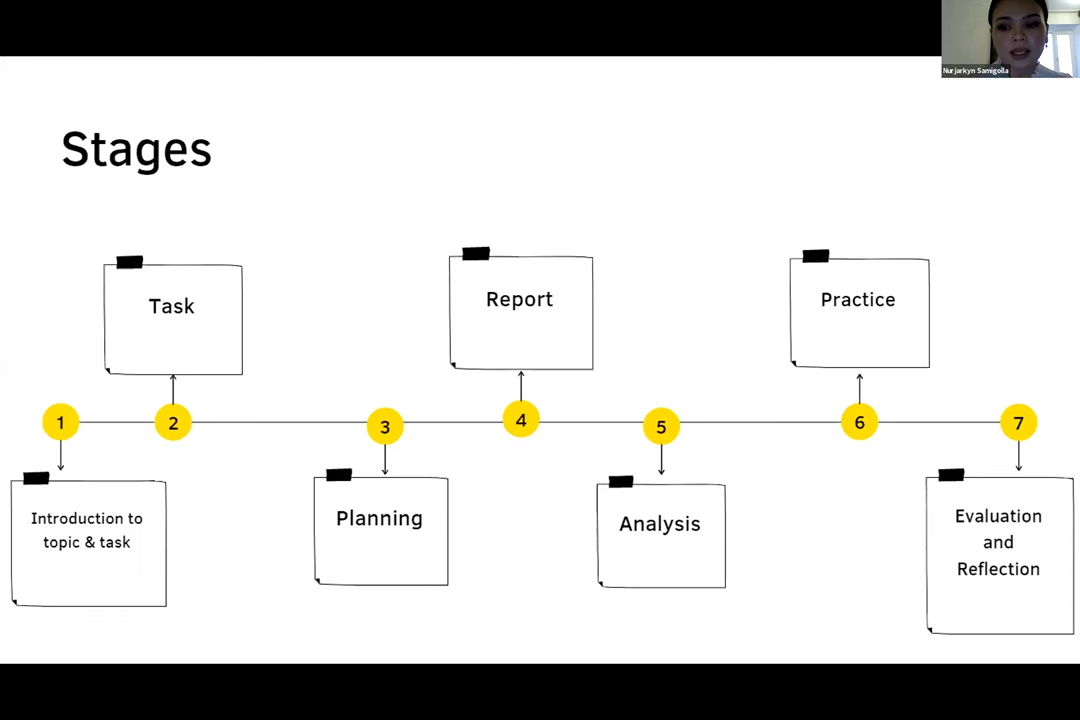 Nurjarkyn Samigolla
Stages
Task
Report
Practice
1
2
3
4
5
6
7
Introduction to
topic & task
Planning
Analysis
Evaluation
and
Reflection